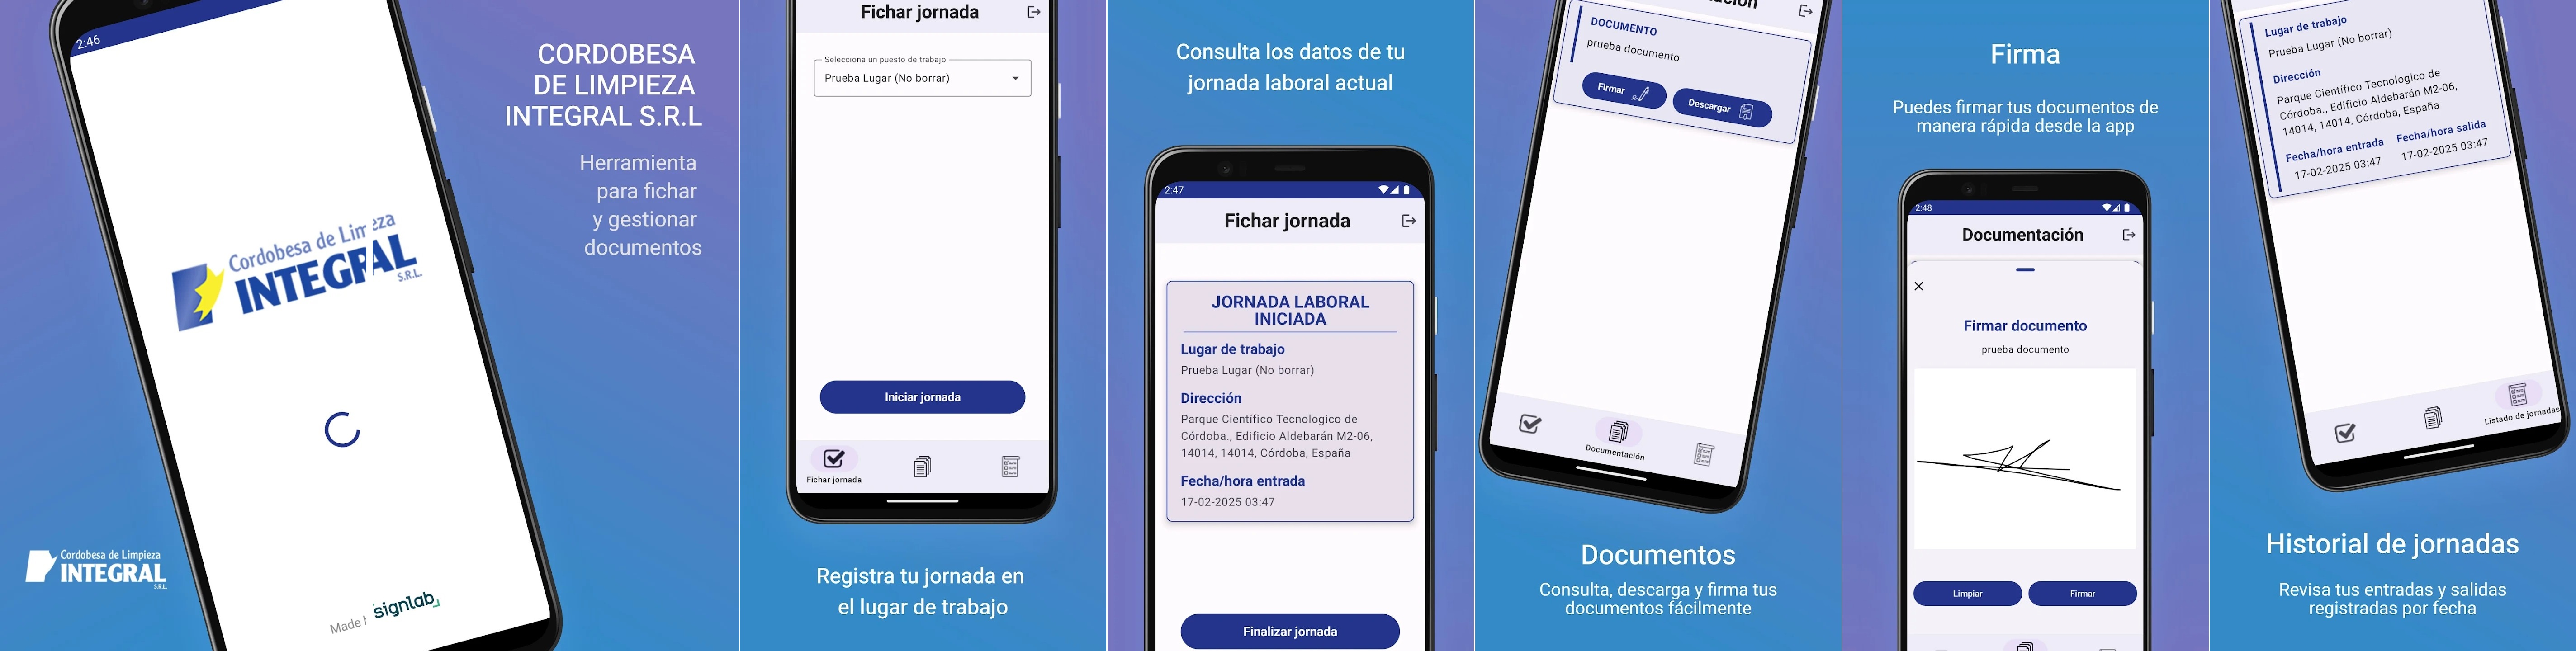 2:46
CORDOBESA
DE LIMPIEZA
INTEGRAL S.R.L
Herramienta
para fichar
y gestionar
documentos
Cordobesa de
INTEGRAL
S.R.L.
Made
signlab
Cordobesa de Limpieza
INTEGRAL
S.R.L.
Fichar jornada
Selecciona un puesto de trabajo
Prueba Lugar (No borrar)
Iniciar jornada
Fichar jornada
Registra tu jornada en
el lugar de trabajo
Consulta los datos de tu
jornada laboral actual
2:47
Fichar jornada
JORNADA LABORAL
INICIADA
Lugar de trabajo
Prueba Lugar (No borrar)
Dirección
Parque Científico Tecnologico de
Córdoba., Edificio Aldebarán M2-06,
14014, 14014, Córdoba, España
Fecha/hora entrada
17-02-2025 03:47
Finalizar jornada
DOCUMENTO
prueba documento
Firmar
Descargar
Documentación
Documentos
Consulta, descarga y firma tus
documentos fácilmente
Firma
Puedes firmar tus documentos de
manera rápida desde la app
2:48
Documentación
Firmar documento
prueba documento
Limpiar
Firmar
Lugar de trabajo
Prueba Lugar (No borrar)
Dirección
Parque Científico Tecnologico de
Córdoba., Edificio Aldebarán M2-06,
14014, 14014, Córdoba, España
Fecha/hora entrada Fecha/hora salida
17-02-2025 03:47 17-02-2025 03:47
Listado de jornadas
Historial de jornadas
Revisa tus entradas y salidas
registradas por fecha